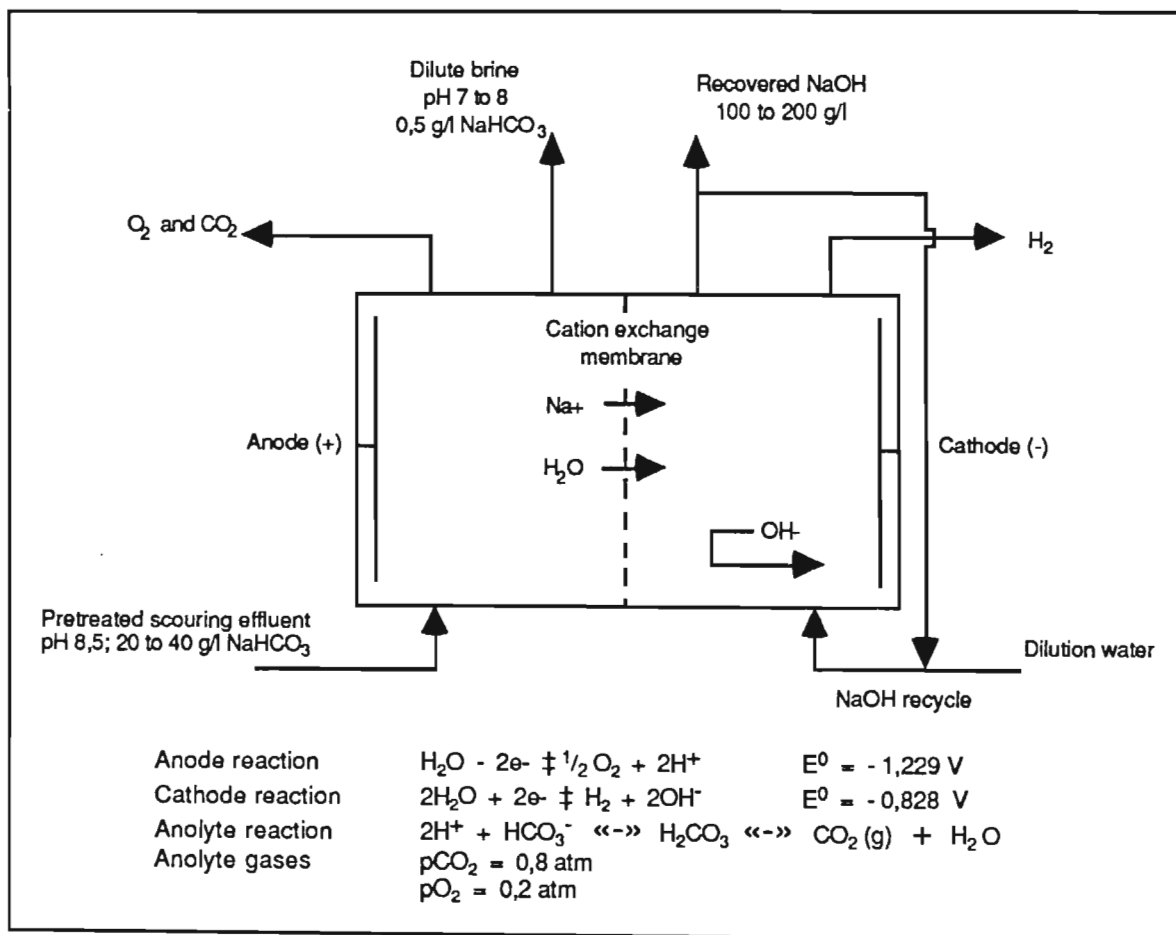 Dilute brine
pH 7 to 8
0,5 g/l NaHCO₃
Recovered NaOH
100 to 200 g/l
O₂ and CO₂
H₂
Cation exchange
membrane
Na+
H₂O
Anode (+)
Cathode (-)
OH-
Pretreated scouring effluent
pH 8,5; 20 to 40 g/l NaHCO₃
Dilution water
NaOH recycle
Anode reaction H₂O - 2e- ‡ ¹/₂ O₂ + 2H⁺ E⁰ = - 1,229 V
Cathode reaction 2H₂O + 2e- ‡ H₂ + 2OH⁻ E⁰ = - 0,828 V
Anolyte reaction 2H⁺ + HCO₃⁻ «-» H₂CO₃ «-» CO₂ (g) + H₂O
Anolyte gases pCO₂ = 0,8 atm
pO₂ = 0,2 atm